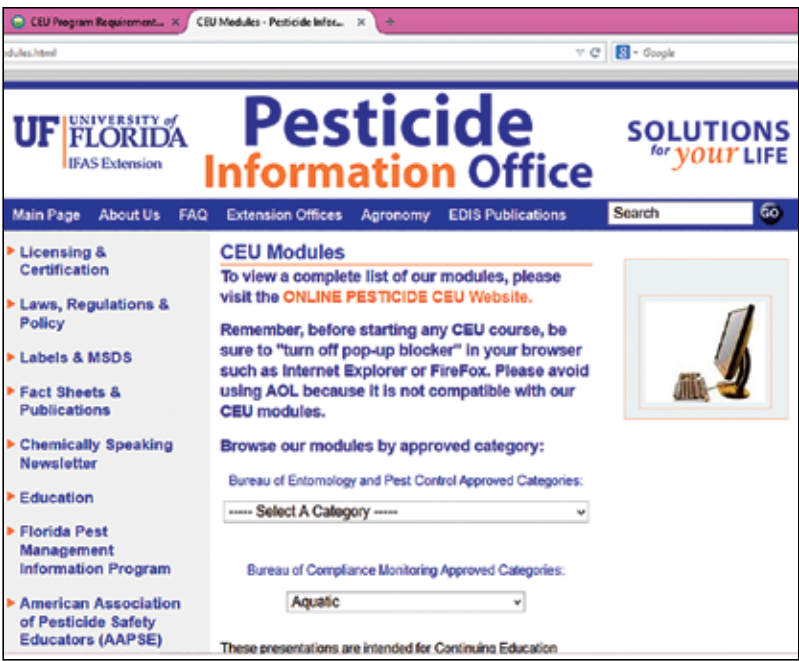 CEU Program Requirement... ×
CEU Modules - Pesticide Infor... × +
dules.html
8 - Google
UF UNIVERSITY of
FLORIDA
IFAS Extension
Pesticide
Information Office
SOLUTIONS
for your LIFE
Main Page About Us FAQ Extension Offices Agronomy EDIS Publications Search GO
Licensing &
Certification
Laws, Regulations &
Policy
Labels & MSDS
Fact Sheets &
Publications
Chemically Speaking
Newsletter
Education
Florida Pest
Management
Information Program
American Association
of Pesticide Safety
Educators (AAPSE)
CEU Modules
To view a complete list of our modules, please
visit the ONLINE PESTICIDE CEU Website.
Remember, before starting any CEU course, be
sure to "turn off pop-up blocker" in your browser
such as Internet Explorer or FireFox. Please avoid
using AOL because it is not compatible with our
CEU modules.
Browse our modules by approved category:
Bureau of Entomology and Pest Control Approved Categories:
----- Select A Category -----
Bureau of Compliance Monitoring Approved Categories:
Aquatic
These presentations are intended for Continuing Education